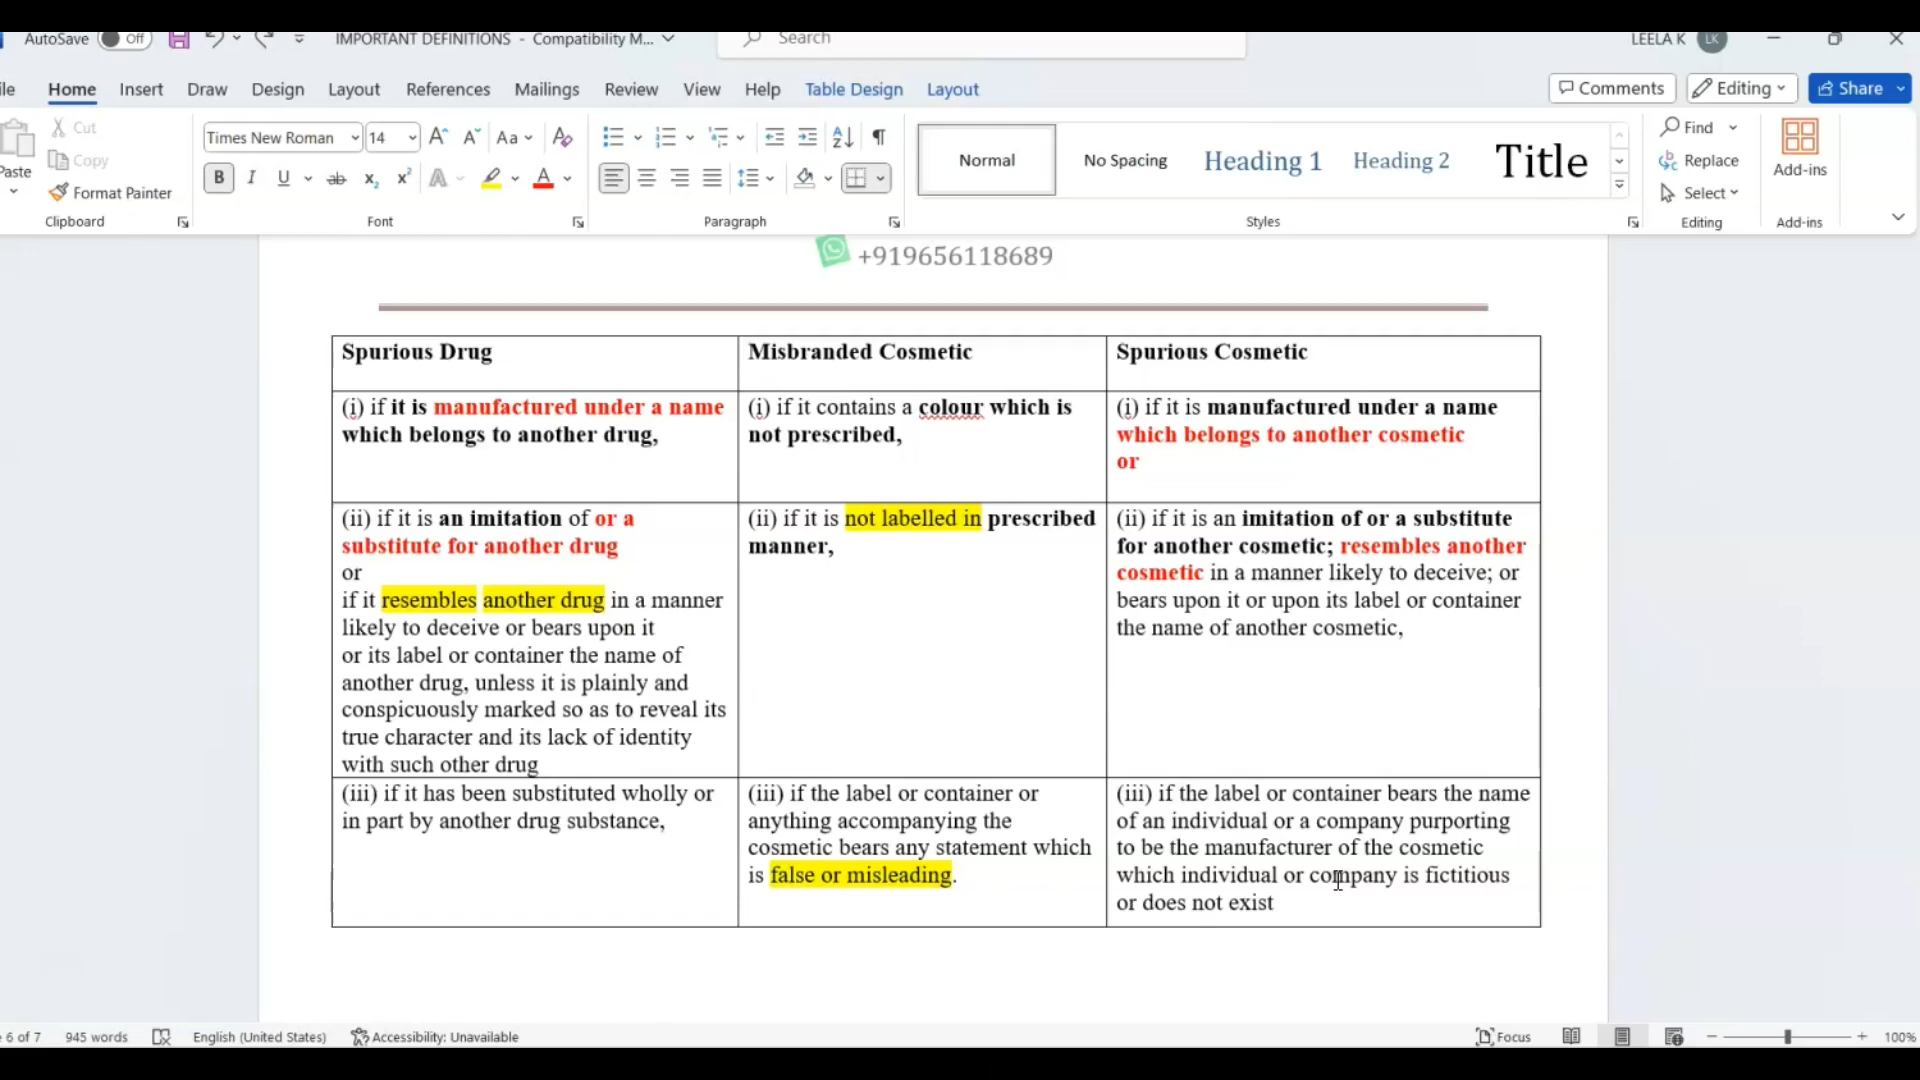 AutoSave Off IMPORTANT DEFINITIONS - Compatibility M... Search LEELA K LK
ile Home Insert Draw Design Layout References Mailings Review View Help Table Design Layout Comments Editing Share
Cut
Copy
Paste
Format Painter
Clipboard
Times New Roman 14
Font
Paragraph
Normal No Spacing Heading 1 Heading 2 Title
Styles
Find
Replace
Select
Editing
Add-ins
Add-ins
+919656118689
Spurious Drug
(i) if it is manufactured under a name
which belongs to another drug,
(ii) if it is an imitation of or a
substitute for another drug
or
if it resembles another drug in a manner
likely to deceive or bears upon it
or its label or container the name of
another drug, unless it is plainly and
conspicuously marked so as to reveal its
true character and its lack of identity
with such other drug
(iii) if it has been substituted wholly or
in part by another drug substance,
Misbranded Cosmetic
(i) if it contains a colour which is
not prescribed,
(ii) if it is not labelled in prescribed
manner,
(iii) if the label or container or
anything accompanying the
cosmetic bears any statement which
is false or misleading.
Spurious Cosmetic
(i) if it is manufactured under a name
which belongs to another cosmetic
or
(ii) if it is an imitation of or a substitute
for another cosmetic; resembles another
cosmetic in a manner likely to deceive; or
bears upon it or upon its label or container
the name of another cosmetic,
(iii) if the label or container bears the name
of an individual or a company purporting
to be the manufacturer of the cosmetic
which individual or company is fictitious
or does not exist
6 of 7 945 words English (United States) Accessibility: Unavailable Focus 100%